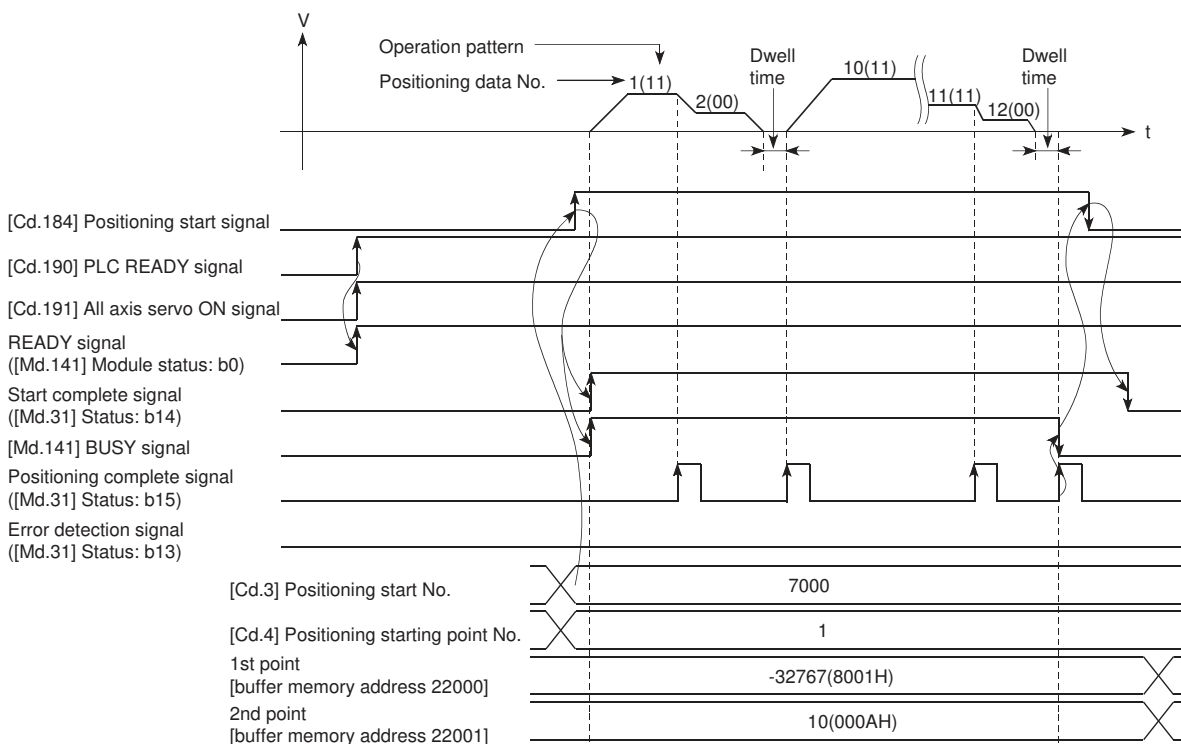 V
Operation pattern
Dwell
time
Dwell
time
Positioning data No.
1(11)
2(00)
10(11)
11(11)
12(00)
t
[Cd.184] Positioning start signal
[Cd.190] PLC READY signal
[Cd.191] All axis servo ON signal
READY signal
([Md.141] Module status: b0)
Start complete signal
([Md.31] Status: b14)
[Md.141] BUSY signal
Positioning complete signal
([Md.31] Status: b15)
Error detection signal
([Md.31] Status: b13)
[Cd.3] Positioning start No.
7000
[Cd.4] Positioning starting point No.
1
1st point
[buffer memory address 22000]
-32767(8001H)
2nd point
[buffer memory address 22001]
10(000AH)